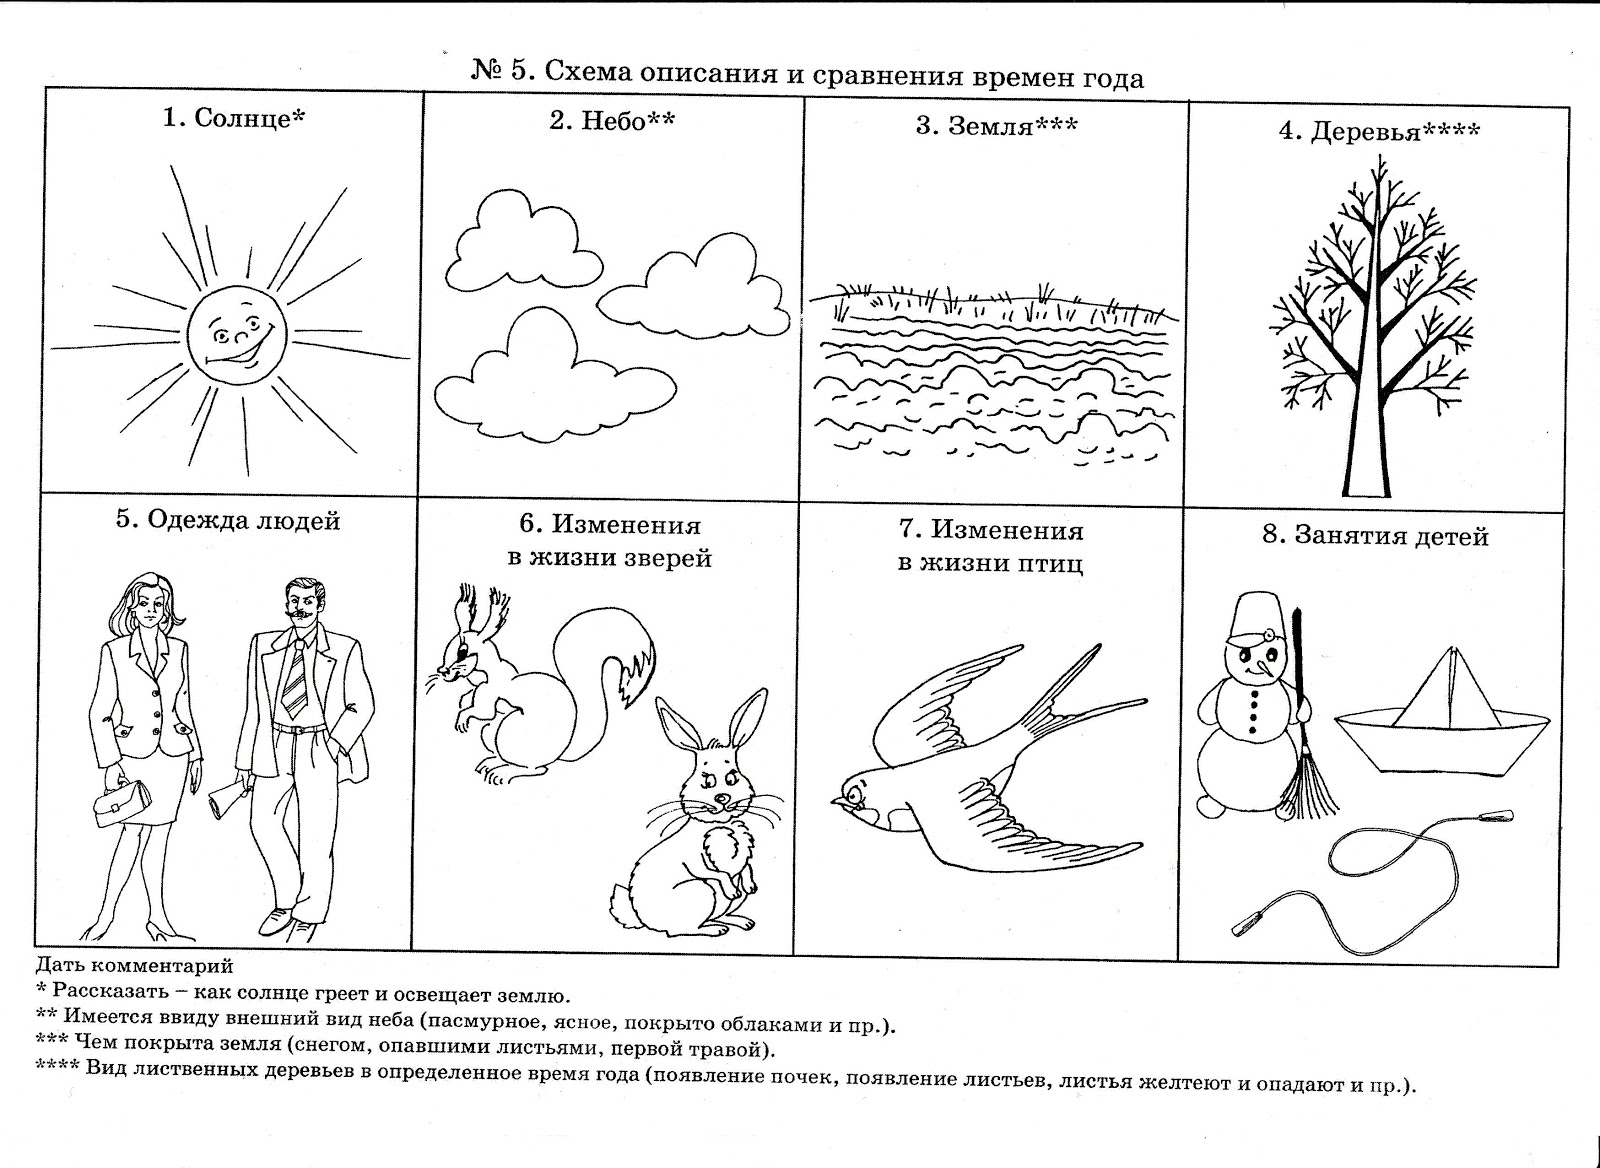 № 5. Схема описания и сравнения времен года
1. Солнце*
2. Небо**
3. Земля***
4. Деревья****
5. Одежда людей
6. Изменения
в жизни зверей
7. Изменения
в жизни птиц
8. Занятия детей
Дать комментарий
* Рассказать – как солнце греет и освещает землю.
** Имеется ввиду внешний вид неба (пасмурное, ясное, покрыто облаками и пр.).
*** Чем покрыта земля (снегом, опавшими листьями, первой травой).
**** Вид лиственных деревьев в определенное время года (появление почек, появление листьев, листья желтеют и опадают и пр.).